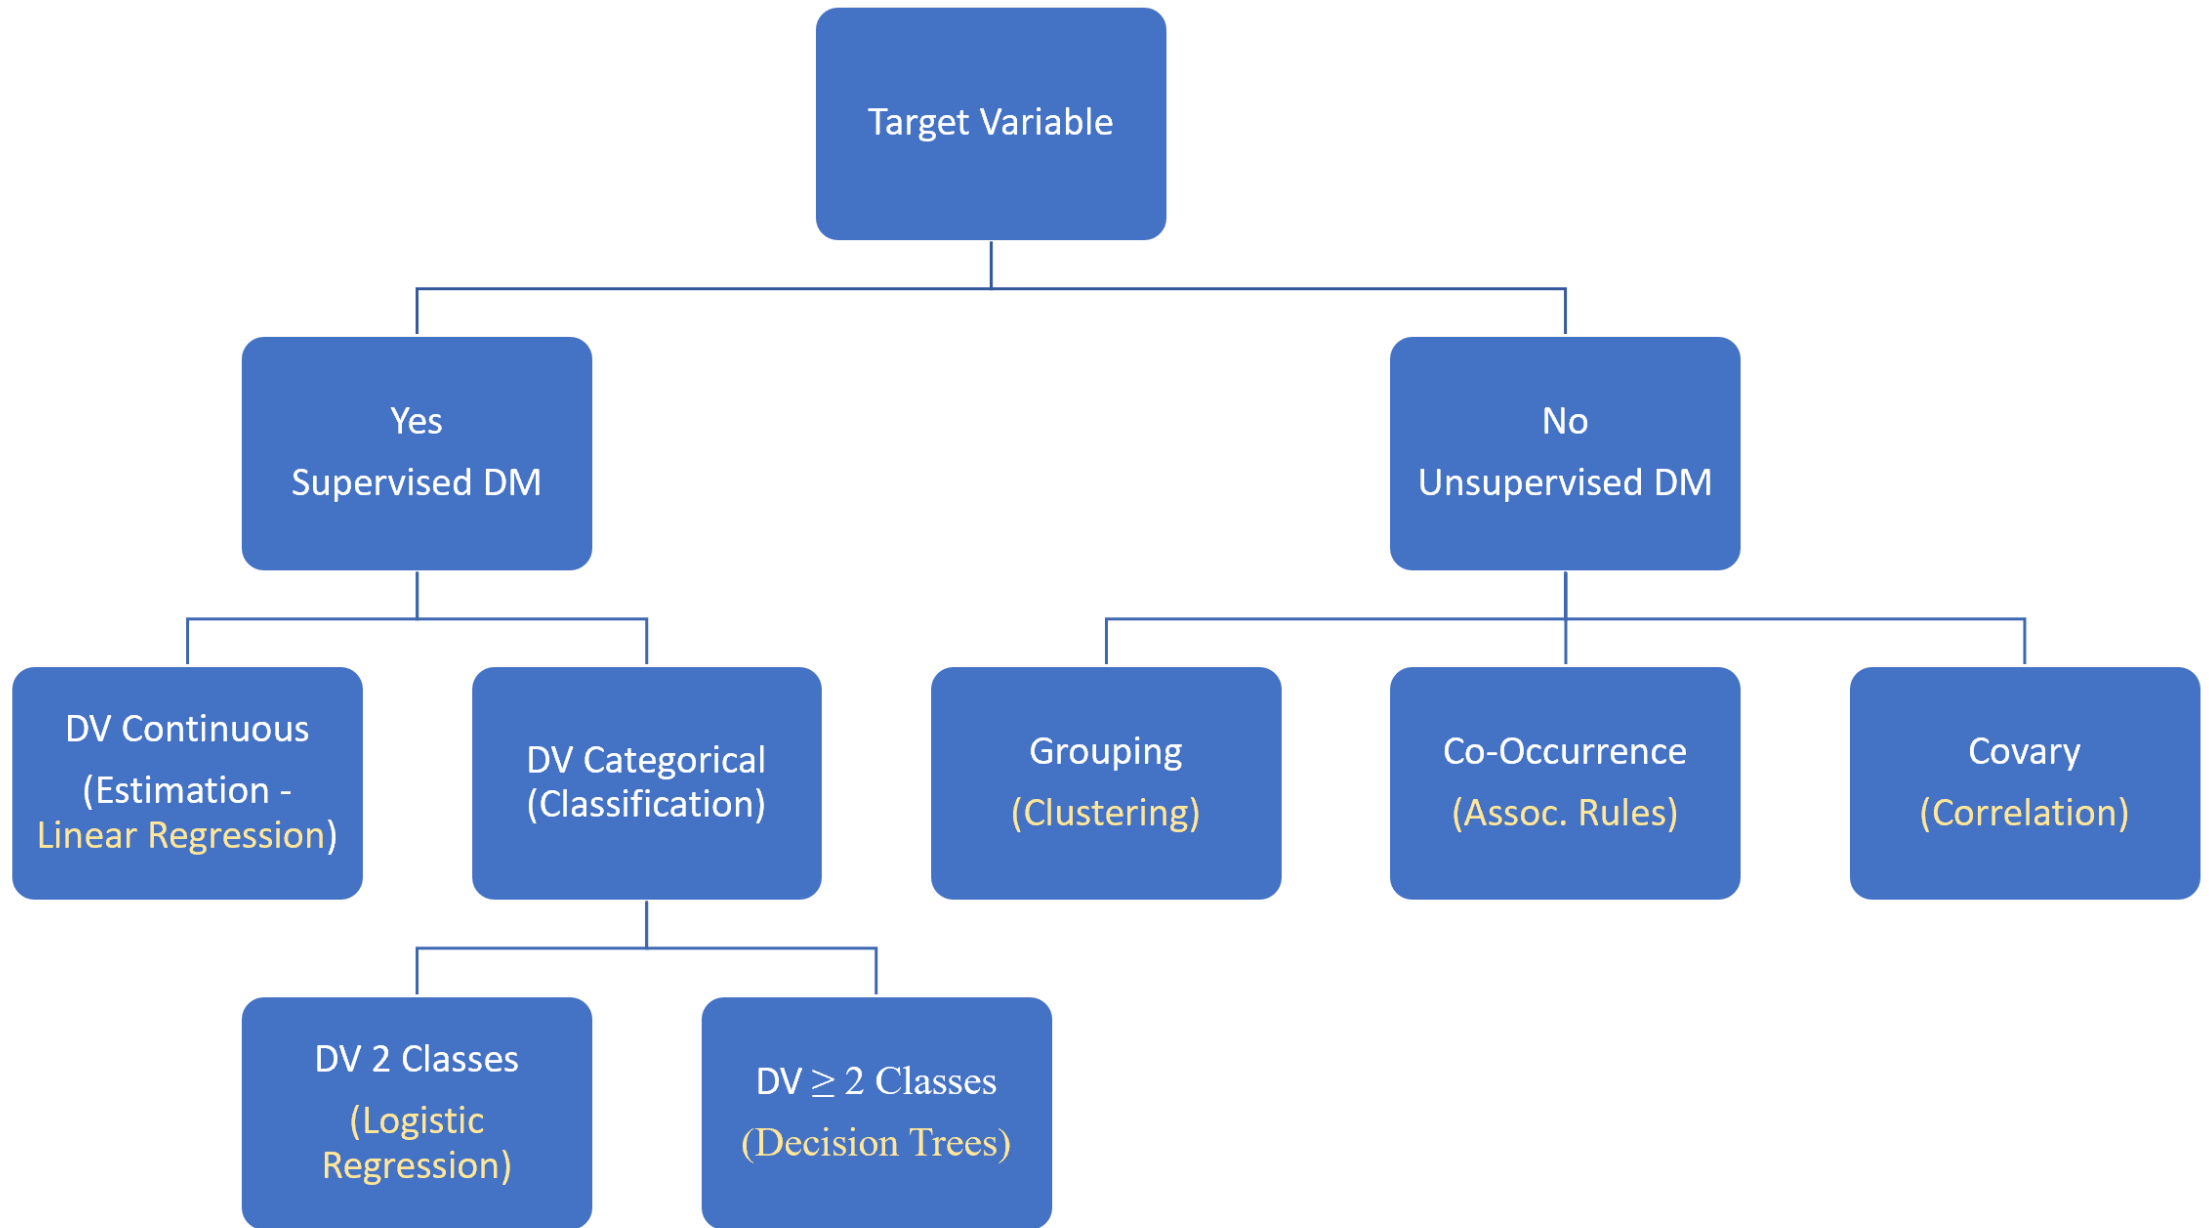 Target Variable
Yes
Supervised DM
No
Unsupervised DM
DV Continuous
(Estimation -
Linear Regression)
DV Categorical
(Classification)
Grouping
(Clustering)
Co-Occurrence
(Assoc. Rules)
Covary
(Correlation)
DV 2 Classes
(Logistic
Regression)
DV ≥ 2 Classes
(Decision Trees)